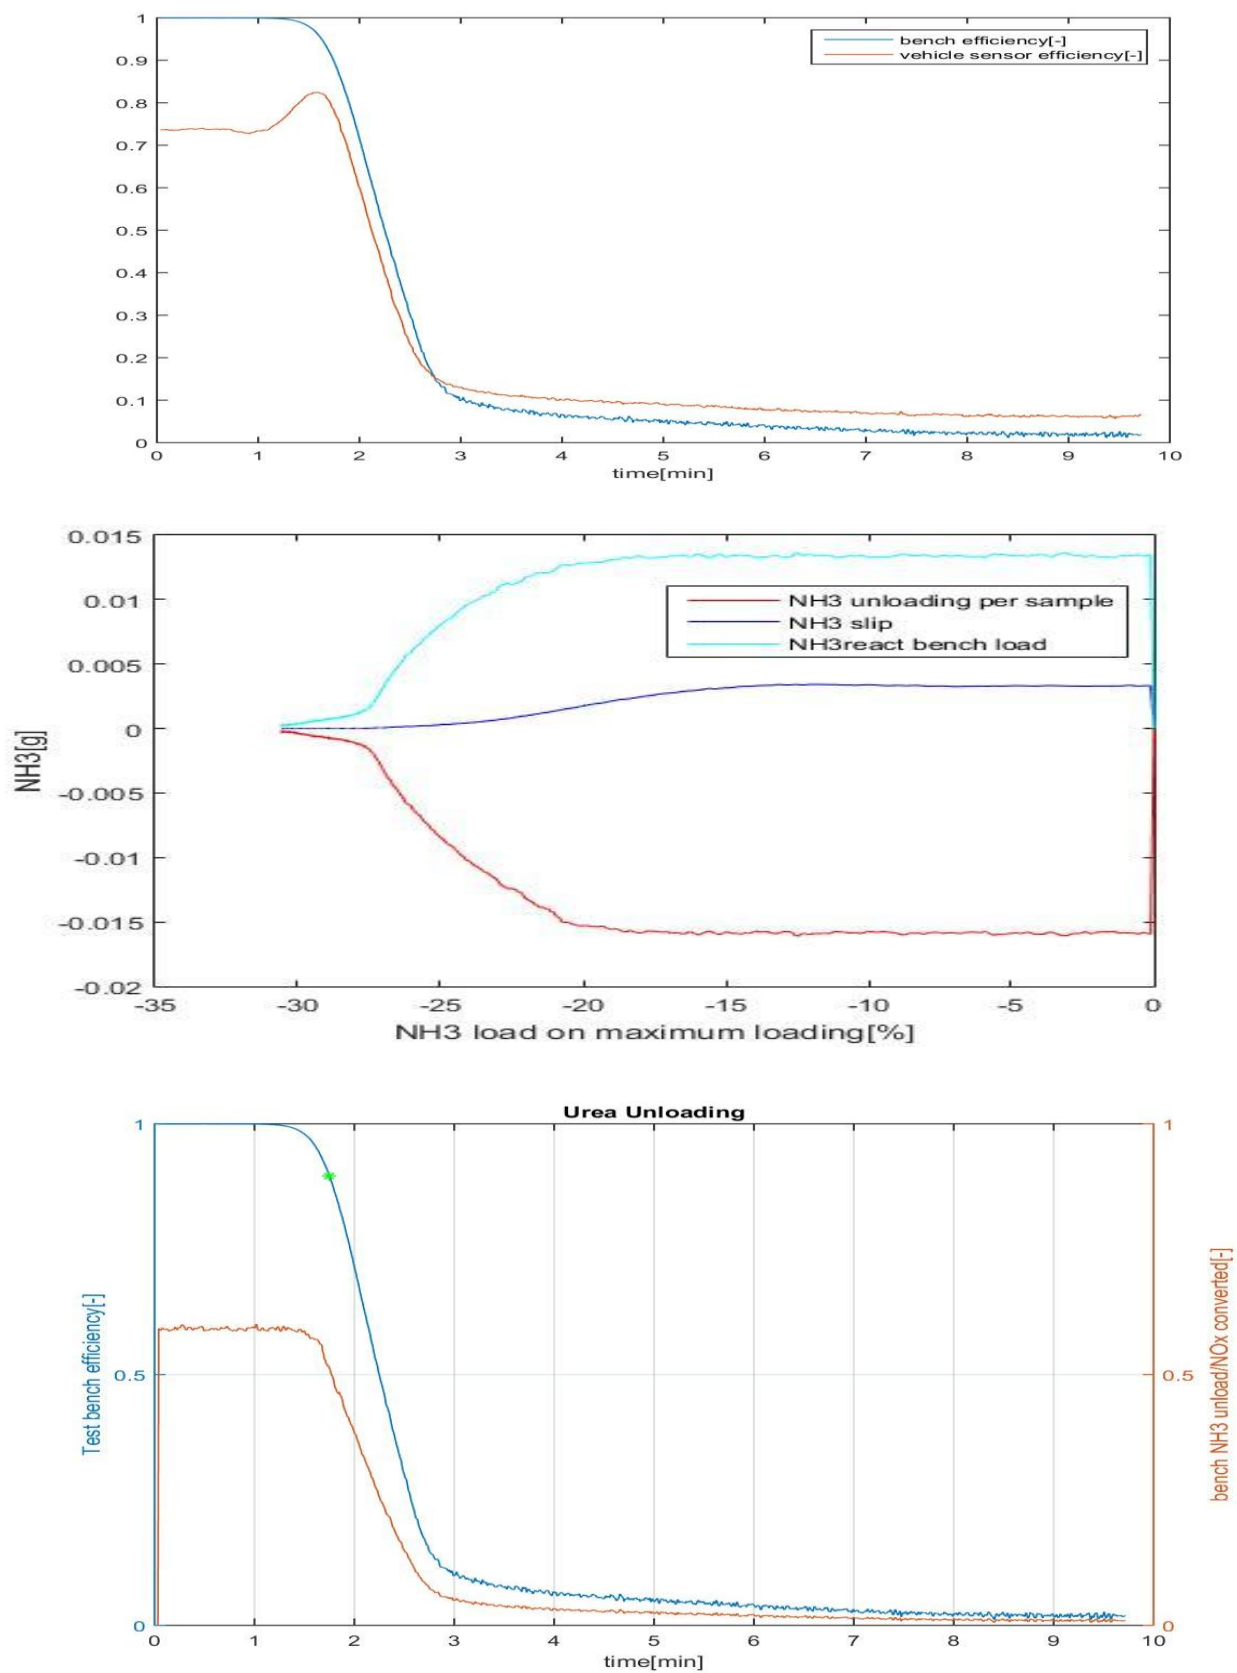 1
0.9
0.8
0.7
0.6
0.5
0.4
0.3
0.2
0.1
0
0 1 2 3 4 5 6 7 8 9 10
time[min]
bench efficiency[-]
vehicle sensor efficiency[-]
0.015
0.01
0.005
0
-0.005
-0.01
-0.015
-0.02
NH3[g]
-35 -30 -25 -20 -15 -10 -5 0
NH3 load on maximum loading[%]
NH3 unloading per sample
NH3 slip
NH3react bench load
Urea Unloading
1
0.5
0
Test bench efficiency[-]
0 1 2 3 4 5 6 7 8 9 10
time[min]
1
0.5
0
bench NH3 unload/NOx converted[-]